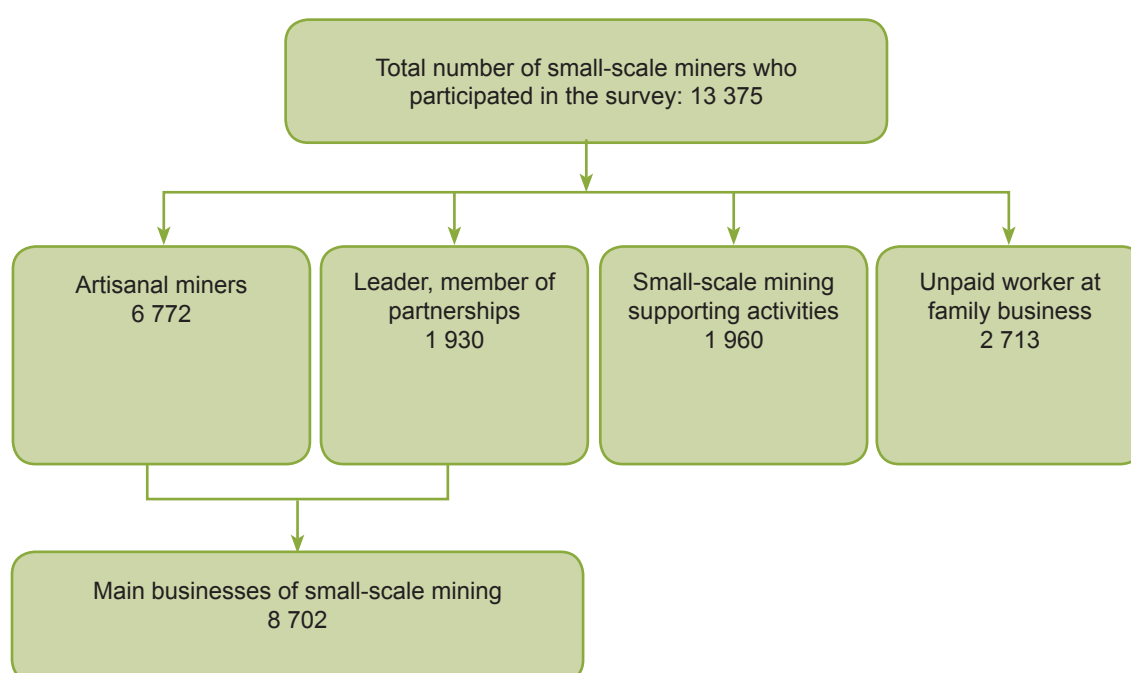 Total number of small-scale miners who
participated in the survey: 13 375
Artisanal miners
6 772
Leader, member of
partnerships
1 930
Small-scale mining
supporting activities
1 960
Unpaid worker at
family business
2 713
Main businesses of small-scale mining
8 702